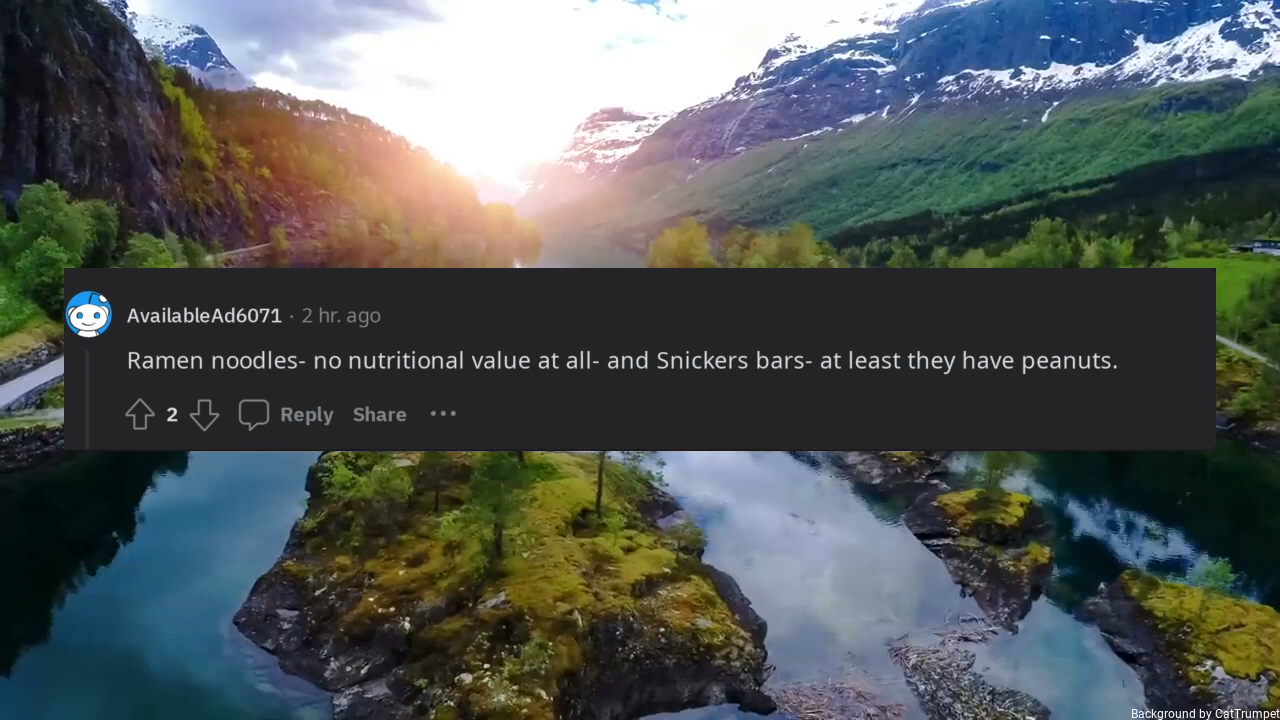 AvailableAd6071 · 2 hr. ago
Ramen noodles- no nutritional value at all- and Snickers bars- at least they have peanuts.
2 Reply Share ···
Background by CatTrumpet